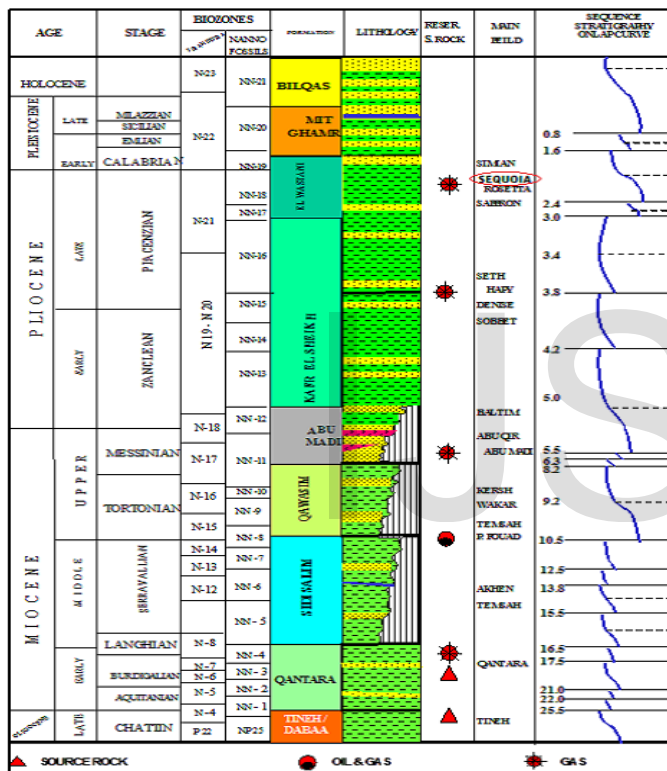 AGE STAGE BIOZONES FORMATION LITHOLOGY RESER. S. ROCK MAIN FEILD SEQUENCE STRATIGRAPHY ONLAPCURVE
NANNO FOSSILS
HOLOCENE
PLEISIOCENE
LATE
EARLY
MILAZZIAN
SICILIAN
EMLIAN
CALABRIAN
PLIOCENE
LATE
PIACENZIAN
EARLY
ZANCLEAN
MIOCENE
UPPER
MESSINIAN
TORTONIAN
MIDDLE
SERRAVALLIAN
EARLY
LANGHIAN
BURDIGALIAN
AQUITANIAN
LATE
CHATIIN
N-23
N-22
N-21
N19- N20
N-18
N-17
N-16
N-15
N-14
N-13
N-12
N-8
N-7
N-6
N-5
N-4
P 22
NN-21
NN-20
NN-19
NN-18
NN-17
NN-16
NN-15
NN-14
NN-13
NN-12
NN-11
NN-10
NN-9
NN-8
NN-7
NN-6
NN- 5
NN-4
NN- 3
NN- 2
NN- 1
NP25
BILQAS
MIT GHAMR
EL WASTANI
KAFR EL SHEIKH
ABU MADI
QAWASIM
SIDI SALIM
QANTARA
TINEH / DABAA
SIMIAN
SEQUOIA
ROSETTA
SAFFRON
SETH
HAPY
DENISE
SOBBET
BALTIM
ABU QIR
ABU MADI
KERSH
WAKAR
TEMSAH
P. FOUAD
AKHEN
TEMSAH
QANTARA
TINEH
0.8
1.6
2.4
3.0
3.4
3.8
4.2
5.0
5.5
6.3
8.2
9.2
10.5
12.5
13.8
15.5
16.5
17.5
21.0
22.0
25.5
SOURCE ROCK OIL & GAS GAS